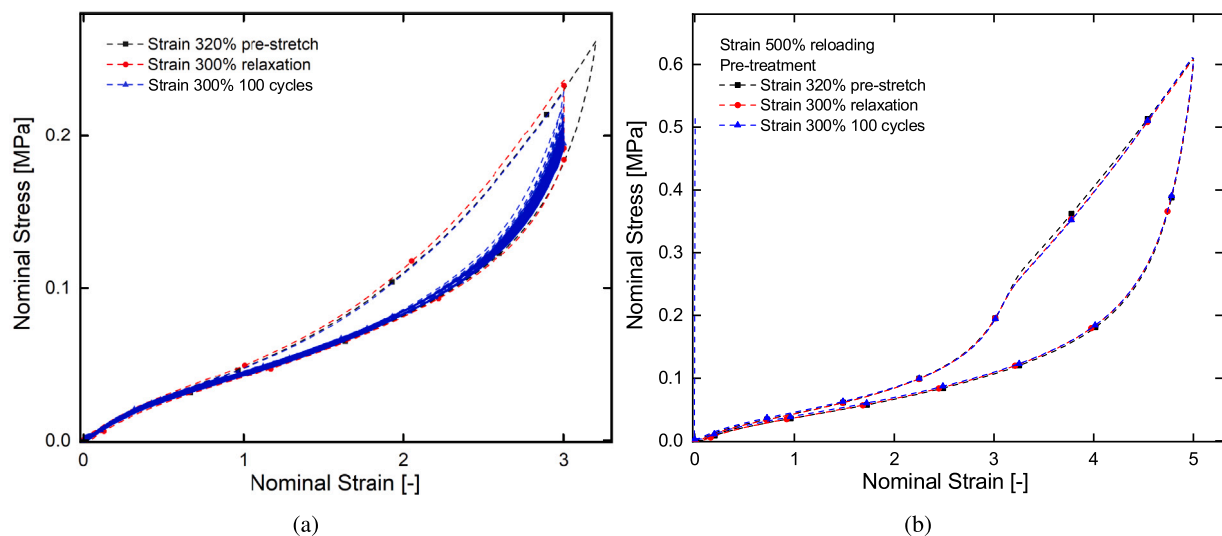 Strain 320% pre-stretch
Strain 300% relaxation
Strain 300% 100 cycles
0.2
0.1
0.0
0
1
2
3
Nominal Stress [MPa]
Nominal Strain [-]
(a)
Strain 500% reloading
Pre-treatment
Strain 320% pre-stretch
Strain 300% relaxation
Strain 300% 100 cycles
0.6
0.5
0.4
0.3
0.2
0.1
0.0
0
1
2
3
4
5
Nominal Stress [MPa]
Nominal Strain [-]
(b)